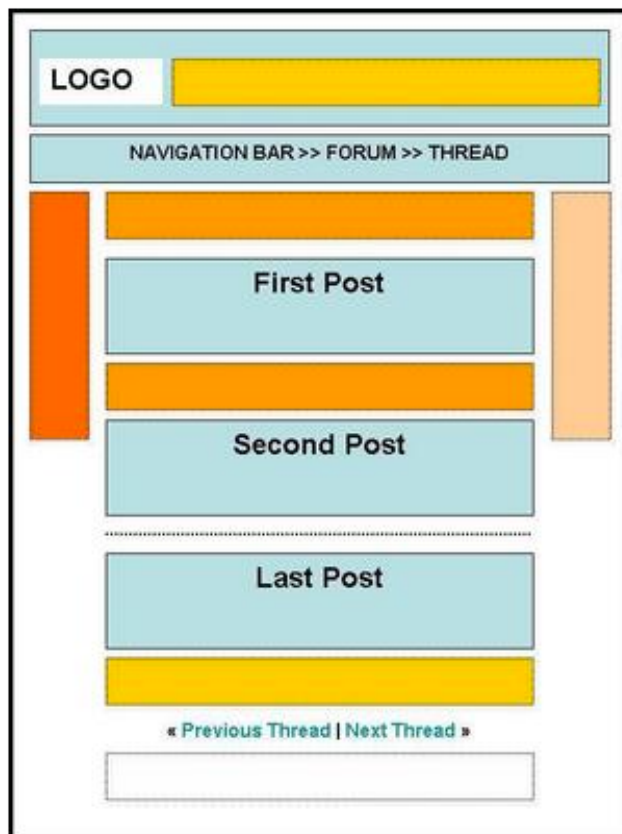 LOGO
NAVIGATION BAR >> FORUM >> THREAD
First Post
Second Post
Last Post
« Previous Thread | Next Thread »